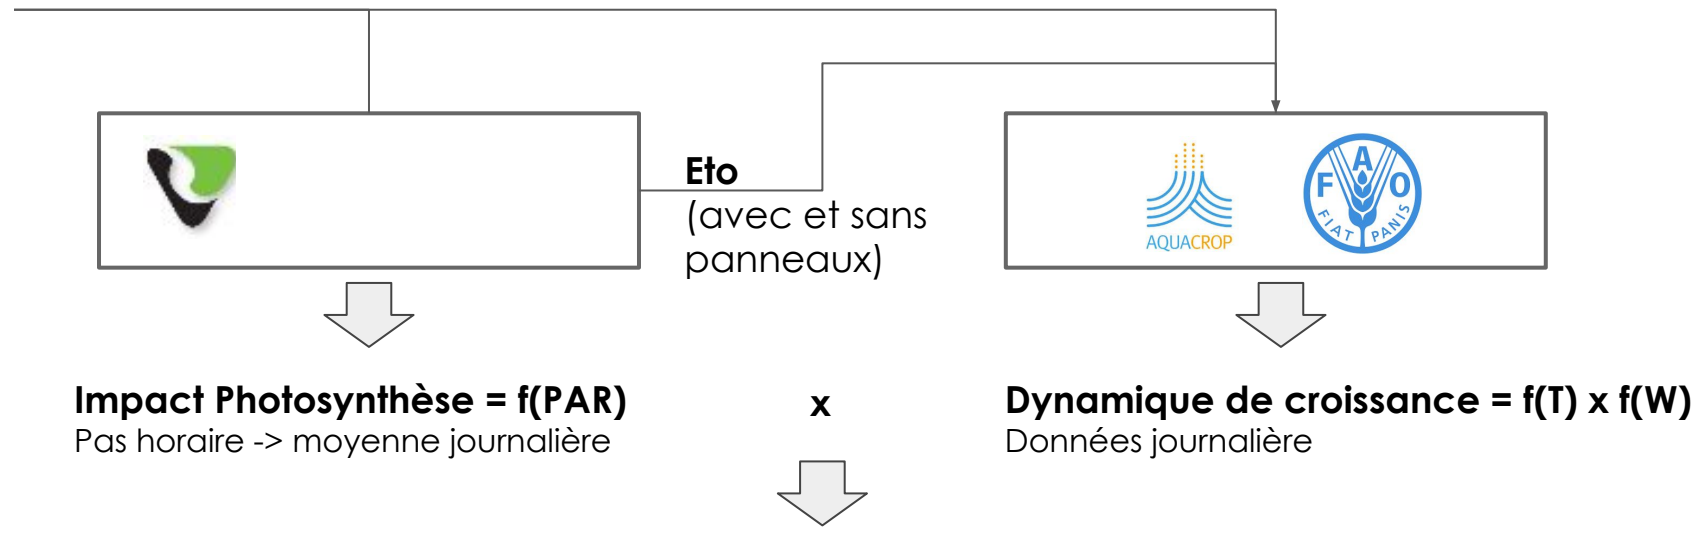 Eto
(avec et sans
panneaux)
AQUACROP
F A O
FIAT PANIS
Impact Photosynthèse = f(PAR)
Pas horaire -> moyenne journalière
x
Dynamique de croissance = f(T) x f(W)
Données journalière